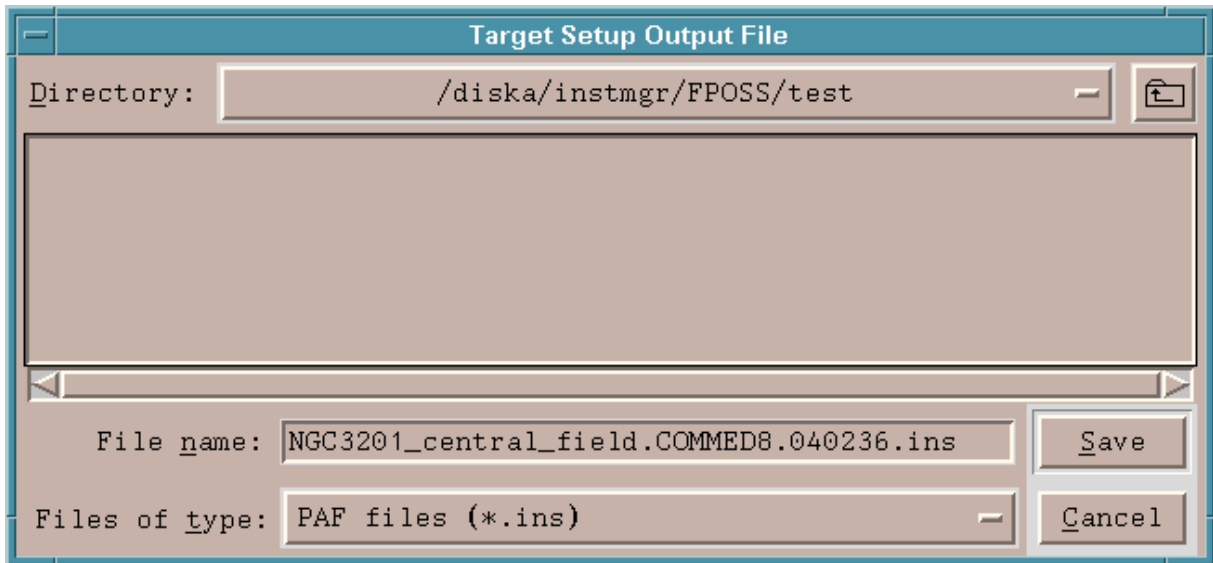 Target Setup Output File
Directory: /diska/instmgr/FPOSS/test
File name: NGC3201_central_field.COMMED8.040236.ins Save
Files of type: PAF files (*.ins) Cancel